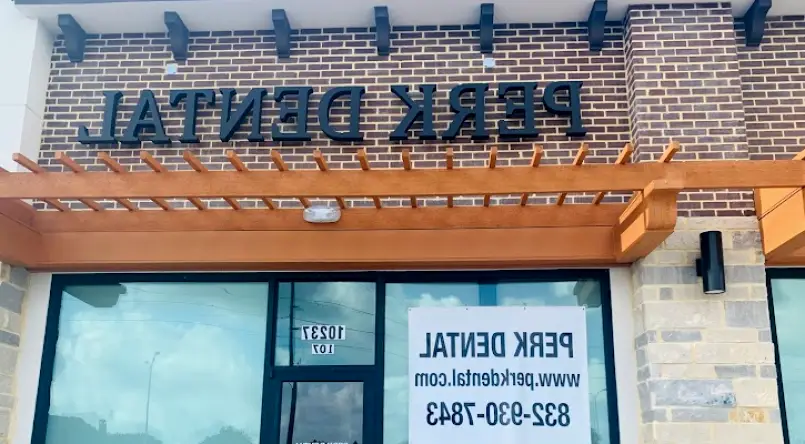 PERK DENTAL
10237
107
PERK DENTAL
www.perkdental.com
832-930-7843